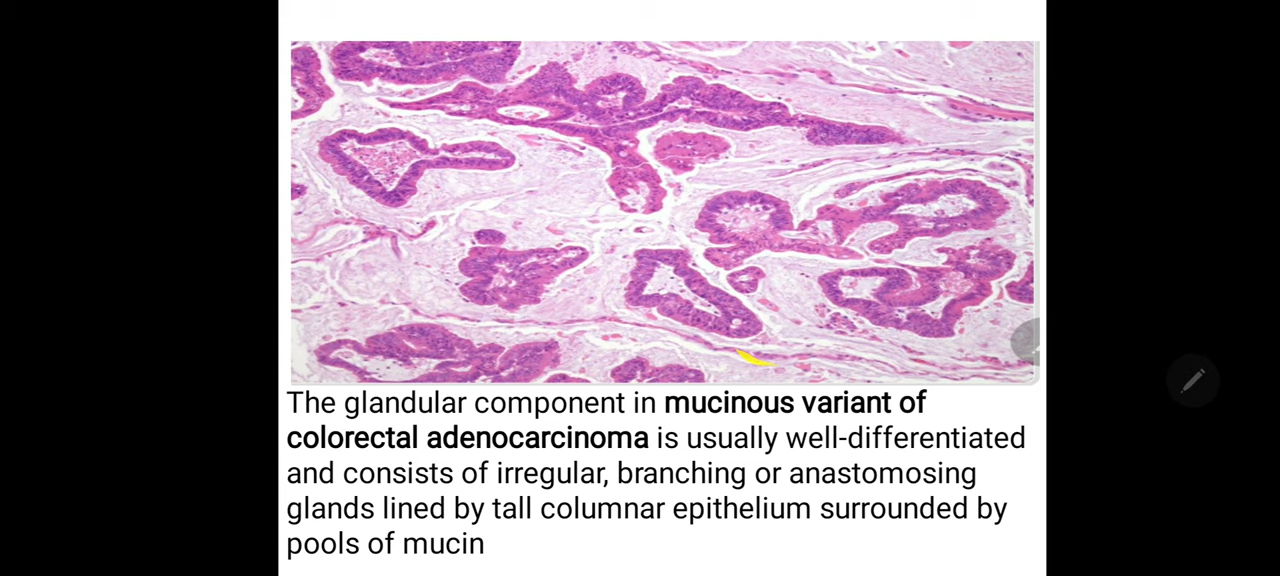 The glandular component in mucinous variant of
colorectal adenocarcinoma is usually well-differentiated
and consists of irregular, branching or anastomosing
glands lined by tall columnar epithelium surrounded by
pools of mucin